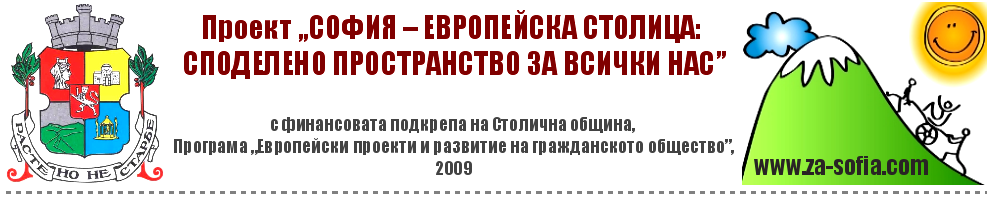 Проект „СОФИЯ – ЕВРОПЕЙСКА СТОЛИЦА:
СПОДЕЛЕНО ПРОСТРАНСТВО ЗА ВСИЧКИ НАС”
с финансовата подкрепа на Столична община,
Програма „Европейски проекти и развитие на гражданското общество”,
2009
РАСТЕ НО НЕ СТАРѢЕ
www.za-sofia.com